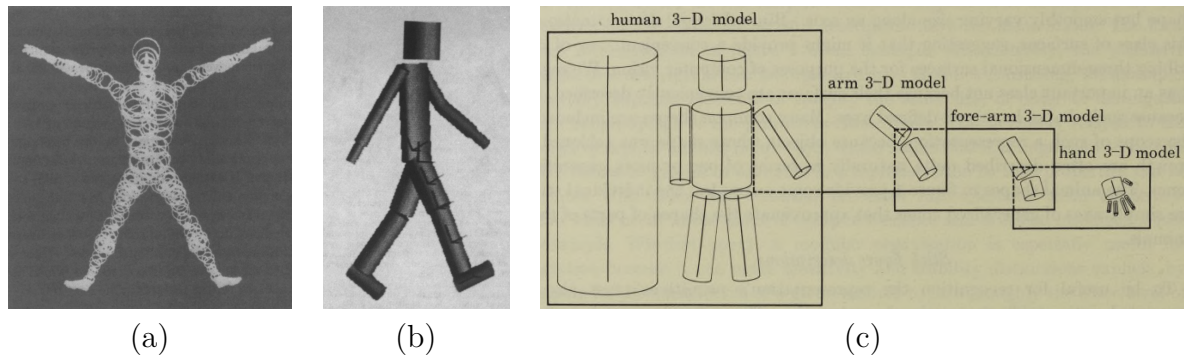 human 3-D model
arm 3-D model
fore-arm 3-D model
hand 3-D model
(a)
(b)
(c)